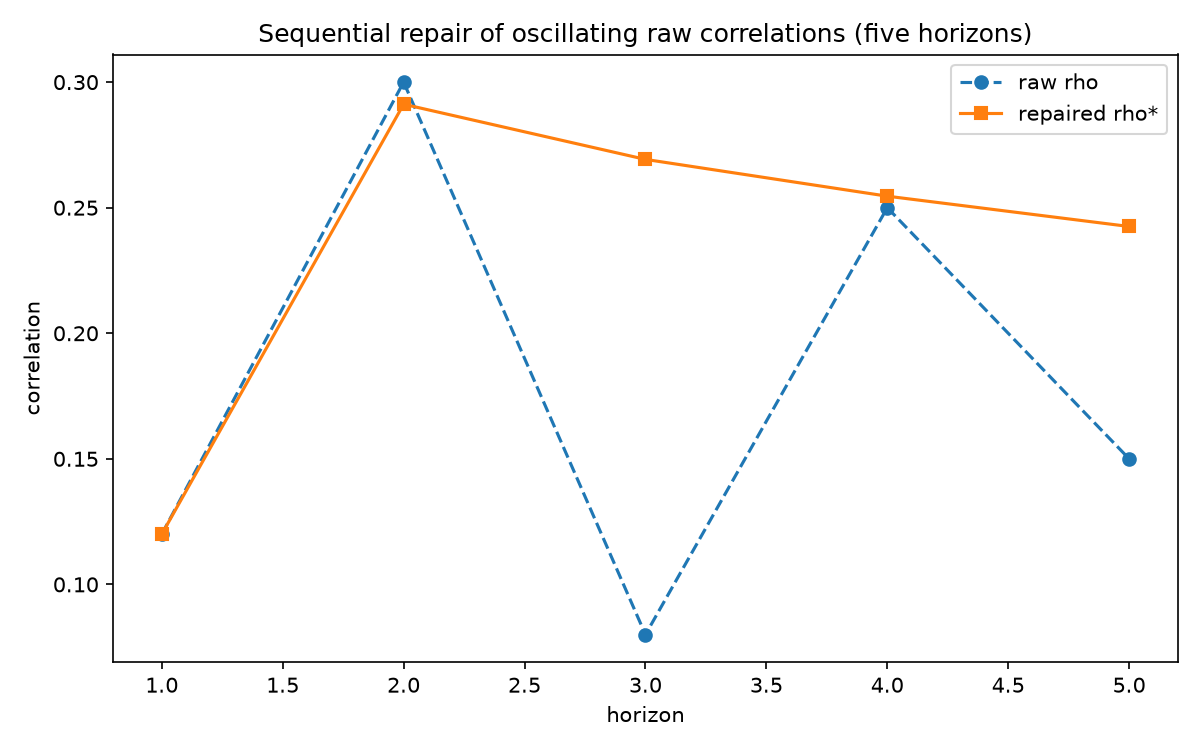 Sequential repair of oscillating raw correlations (five horizons)
raw rho
repaired rho*
0.30
0.25
0.20
0.15
0.10
correlation
1.0 1.5 2.0 2.5 3.0 3.5 4.0 4.5 5.0
horizon